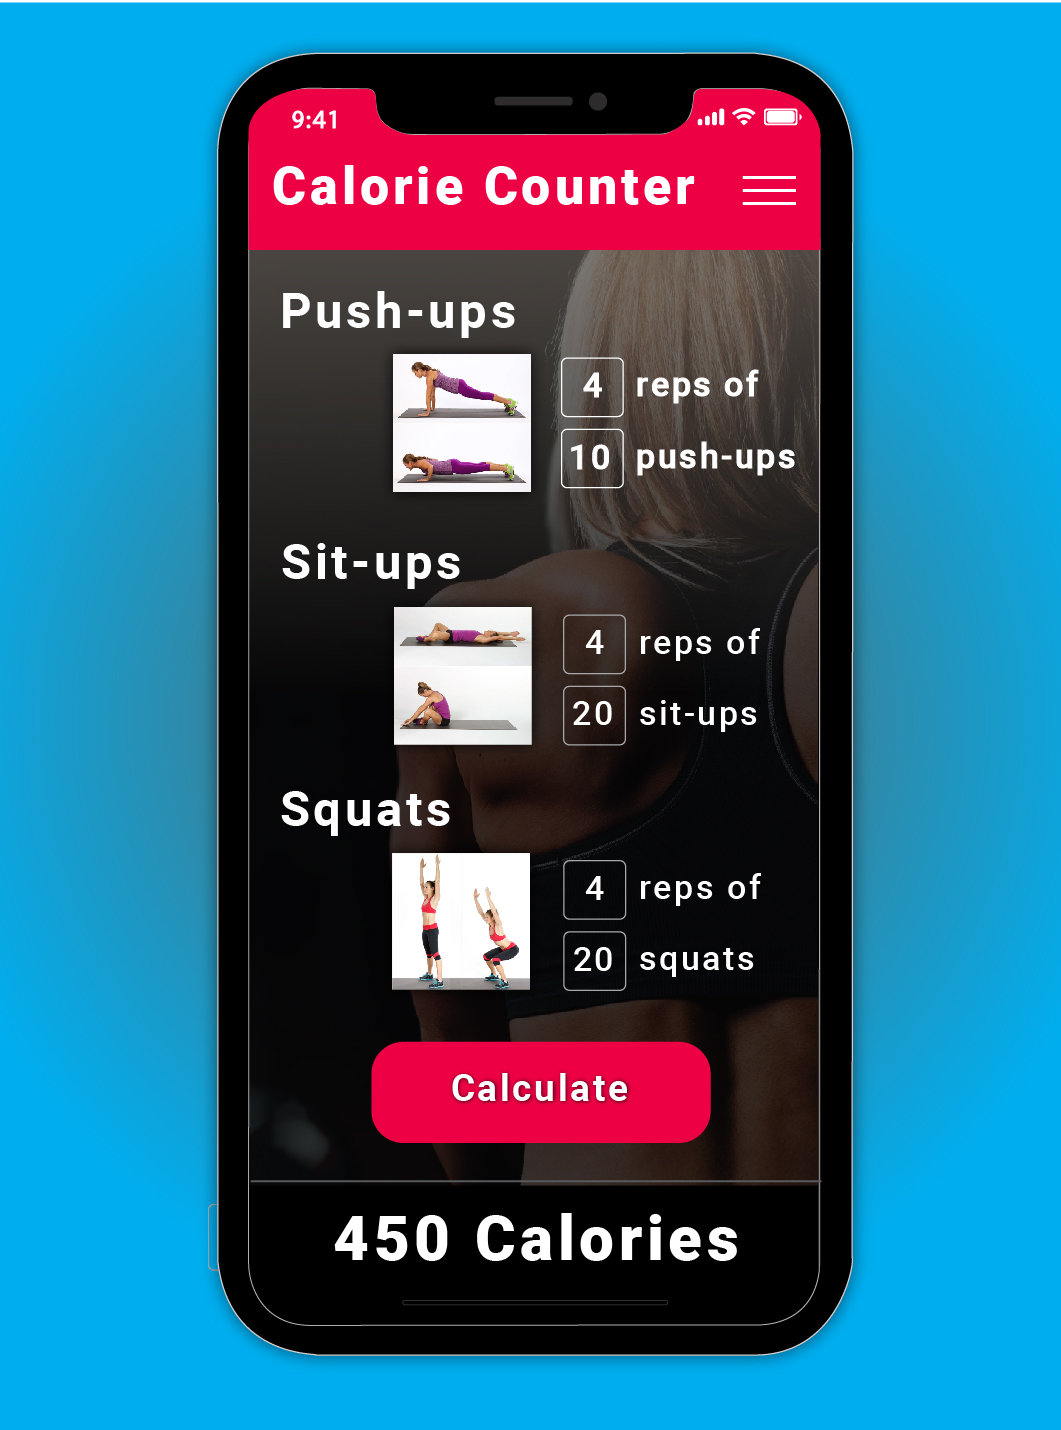 9:41
Calorie Counter
Push-ups
4 reps of
10 push-ups
Sit-ups
4 reps of
20 sit-ups
Squats
4 reps of
20 squats
Calculate
450 Calories